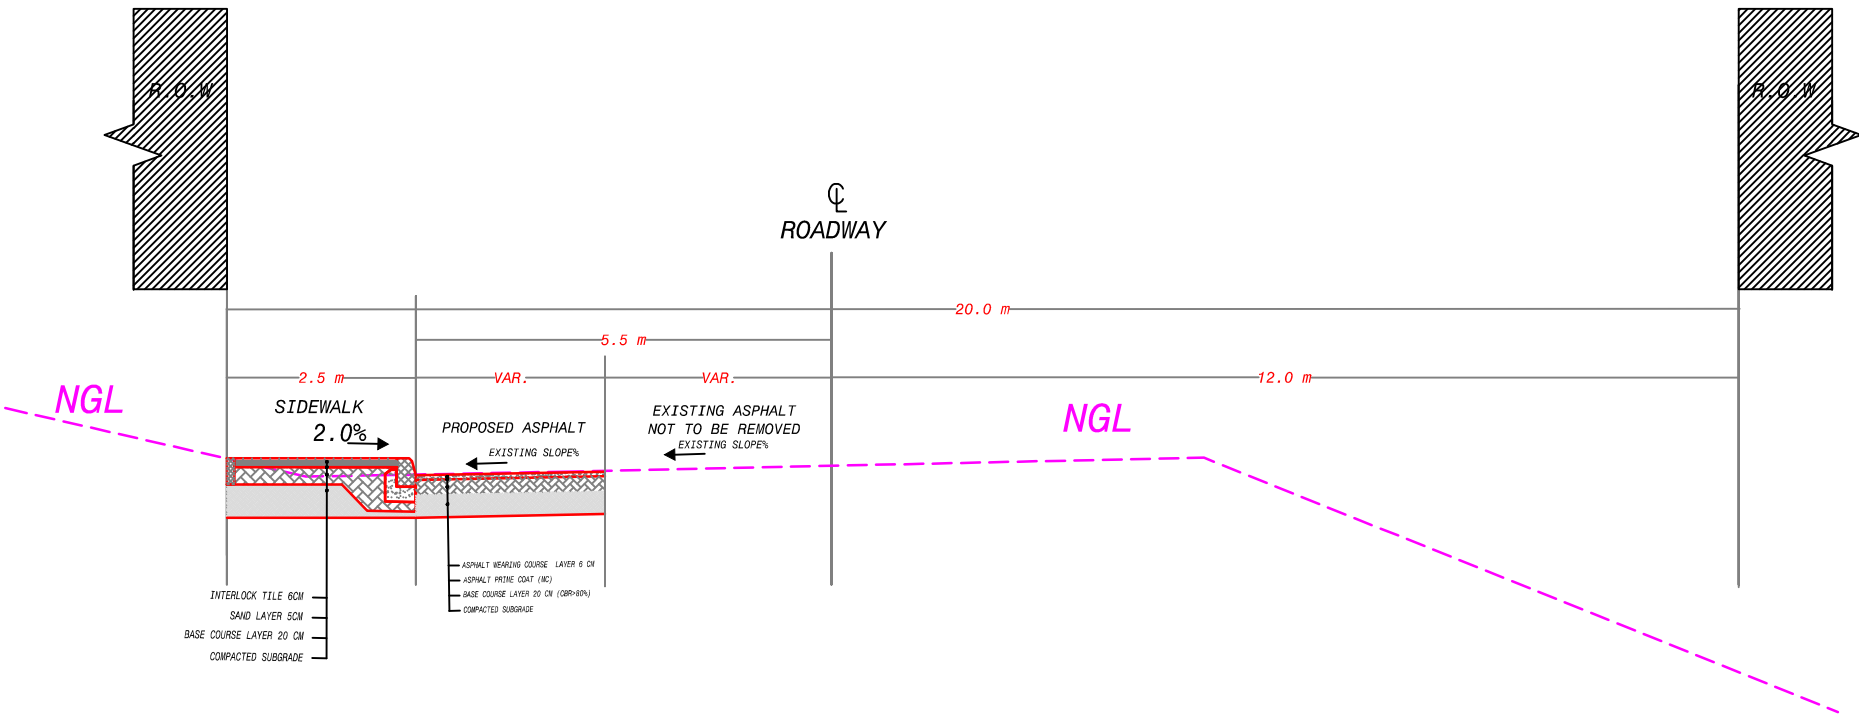 R.O.W
R.O.W
℄
ROADWAY
20.0 m
5.5 m
2.5 m
VAR.
VAR.
12.0 m
NGL
NGL
SIDEWALK
2.0%
PROPOSED ASPHALT
EXISTING SLOPE%
EXISTING ASPHALT
NOT TO BE REMOVED
EXISTING SLOPE%
ASPHALT WEARING COURSE LAYER 6 CM
ASPHALT PRIME COAT (MC)
BASE COURSE LAYER 20 CM (CBR>80%)
COMPACTED SUBGRADE
INTERLOCK TILE 6CM
SAND LAYER 5CM
BASE COURSE LAYER 20 CM
COMPACTED SUBGRADE